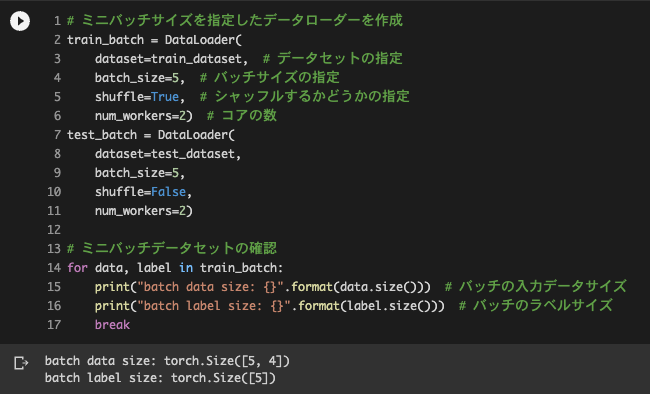 1 # ミニバッチサイズを指定したデータローダーを作成
2 train_batch = DataLoader(
3     dataset=train_dataset,  # データセットの指定
4     batch_size=5,  # バッチサイズの指定
5     shuffle=True,  # シャッフルするかどうかの指定
6     num_workers=2)  # コアの数
7 test_batch = DataLoader(
8     dataset=test_dataset,
9     batch_size=5,
10     shuffle=False,
11     num_workers=2)
12
13 # ミニバッチデータセットの確認
14 for data, label in train_batch:
15     print("batch data size: {}".format(data.size()))  # バッチの入力データサイズ
16     print("batch label size: {}".format(label.size()))  # バッチのラベルサイズ
17     break
batch data size: torch.Size([5, 4])
batch label size: torch.Size([5])